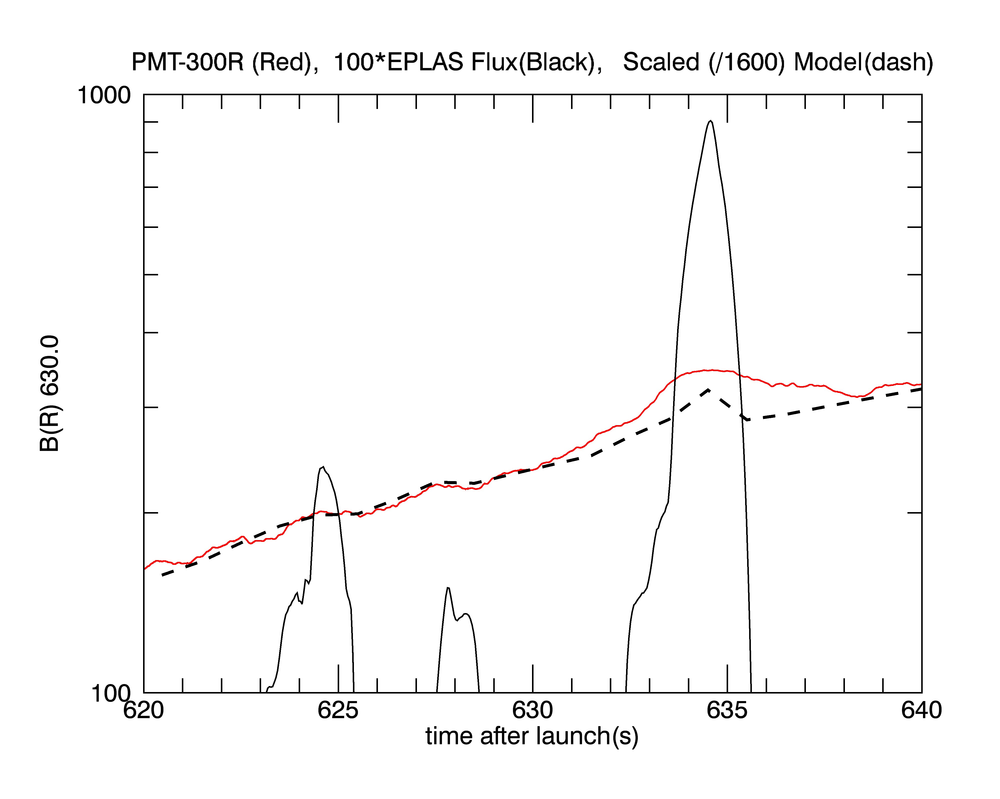 PMT-300R (Red),  100*EPLAS Flux(Black),   Scaled (/1600) Model(dash)
1000
B(R) 630.0
100
620 625 630 635 640
time after launch(s)